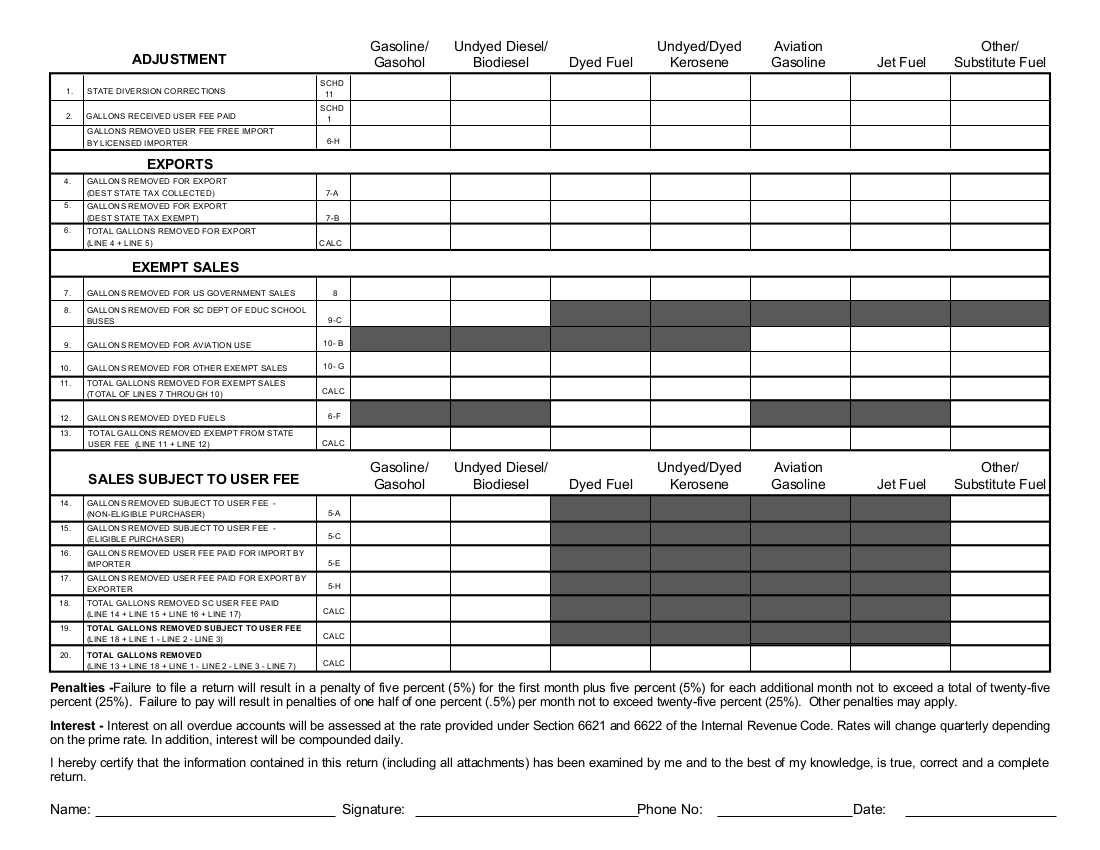 ADJUSTMENT Gasoline/ Gasohol Undyed Diesel/ Biodiesel Dyed Fuel Undyed/Dyed Kerosene Aviation Gasoline Jet Fuel Other/ Substitute Fuel
1. STATE DIVERSION CORRECTIONS SCHD 11
2. GALLONS RECEIVED USER FEE PAID SCHD 1
GALLONS REMOVED USER FEE FREE IMPORT
BY LICENSED IMPORTER 6-H
EXPORTS
4. GALLONS REMOVED FOR EXPORT
(DEST STATE TAX COLLECTED) 7-A
5. GALLONS REMOVED FOR EXPORT
(DEST STATE TAX EXEMPT) 7-B
6. TOTAL GALLONS REMOVED FOR EXPORT
(LINE 4 + LINE 5) CALC
EXEMPT SALES
7. GALLONS REMOVED FOR US GOVERNMENT SALES 8
8. GALLONS REMOVED FOR SC DEPT OF EDUC SCHOOL
BUSES 9-C
9. GALLONS REMOVED FOR AVIATION USE 10- B
10. GALLONS REMOVED FOR OTHER EXEMPT SALES 10- G
11. TOTAL GALLONS REMOVED FOR EXEMPT SALES
(TOTAL OF LINES 7 THROUGH 10) CALC
12. GALLONS REMOVED DYED FUELS 6-F
13. TOTAL GALLONS REMOVED EXEMPT FROM STATE
USER FEE (LINE 11 + LINE 12) CALC
SALES SUBJECT TO USER FEE Gasoline/ Gasohol Undyed Diesel/ Biodiesel Dyed Fuel Undyed/Dyed Kerosene Aviation Gasoline Jet Fuel Other/ Substitute Fuel
14. GALLONS REMOVED SUBJECT TO USER FEE -
(NON-ELIGIBLE PURCHASER) 5-A
15. GALLONS REMOVED SUBJECT TO USER FEE -
(ELIGIBLE PURCHASER) 5-C
16. GALLONS REMOVED USER FEE PAID FOR IMPORT BY
IMPORTER 5-E
17. GALLONS REMOVED USER FEE PAID FOR EXPORT BY
EXPORTER 5-H
18. TOTAL GALLONS REMOVED SC USER FEE PAID
(LINE 14 + LINE 15 + LINE 16 + LINE 17) CALC
19. TOTAL GALLONS REMOVED SUBJECT TO USER FEE
(LINE 18 + LINE 1 - LINE 2 - LINE 3) CALC
20. TOTAL GALLONS REMOVED
(LINE 13 + LINE 18 + LINE 1 - LINE 2 - LINE 3 - LINE 7) CALC
Penalties -Failure to file a return will result in a penalty of five percent (5%) for the first month plus five percent (5%) for each additional month not to exceed a total of twenty-five
percent (25%). Failure to pay will result in penalties of one half of one percent (.5%) per month not to exceed twenty-five percent (25%). Other penalties may apply.
Interest - Interest on all overdue accounts will be assessed at the rate provided under Section 6621 and 6622 of the Internal Revenue Code. Rates will change quarterly depending
on the prime rate. In addition, interest will be compounded daily.
I hereby certify that the information contained in this return (including all attachments) has been examined by me and to the best of my knowledge, is true, correct and a complete
return.
Name: Signature: Phone No: Date: